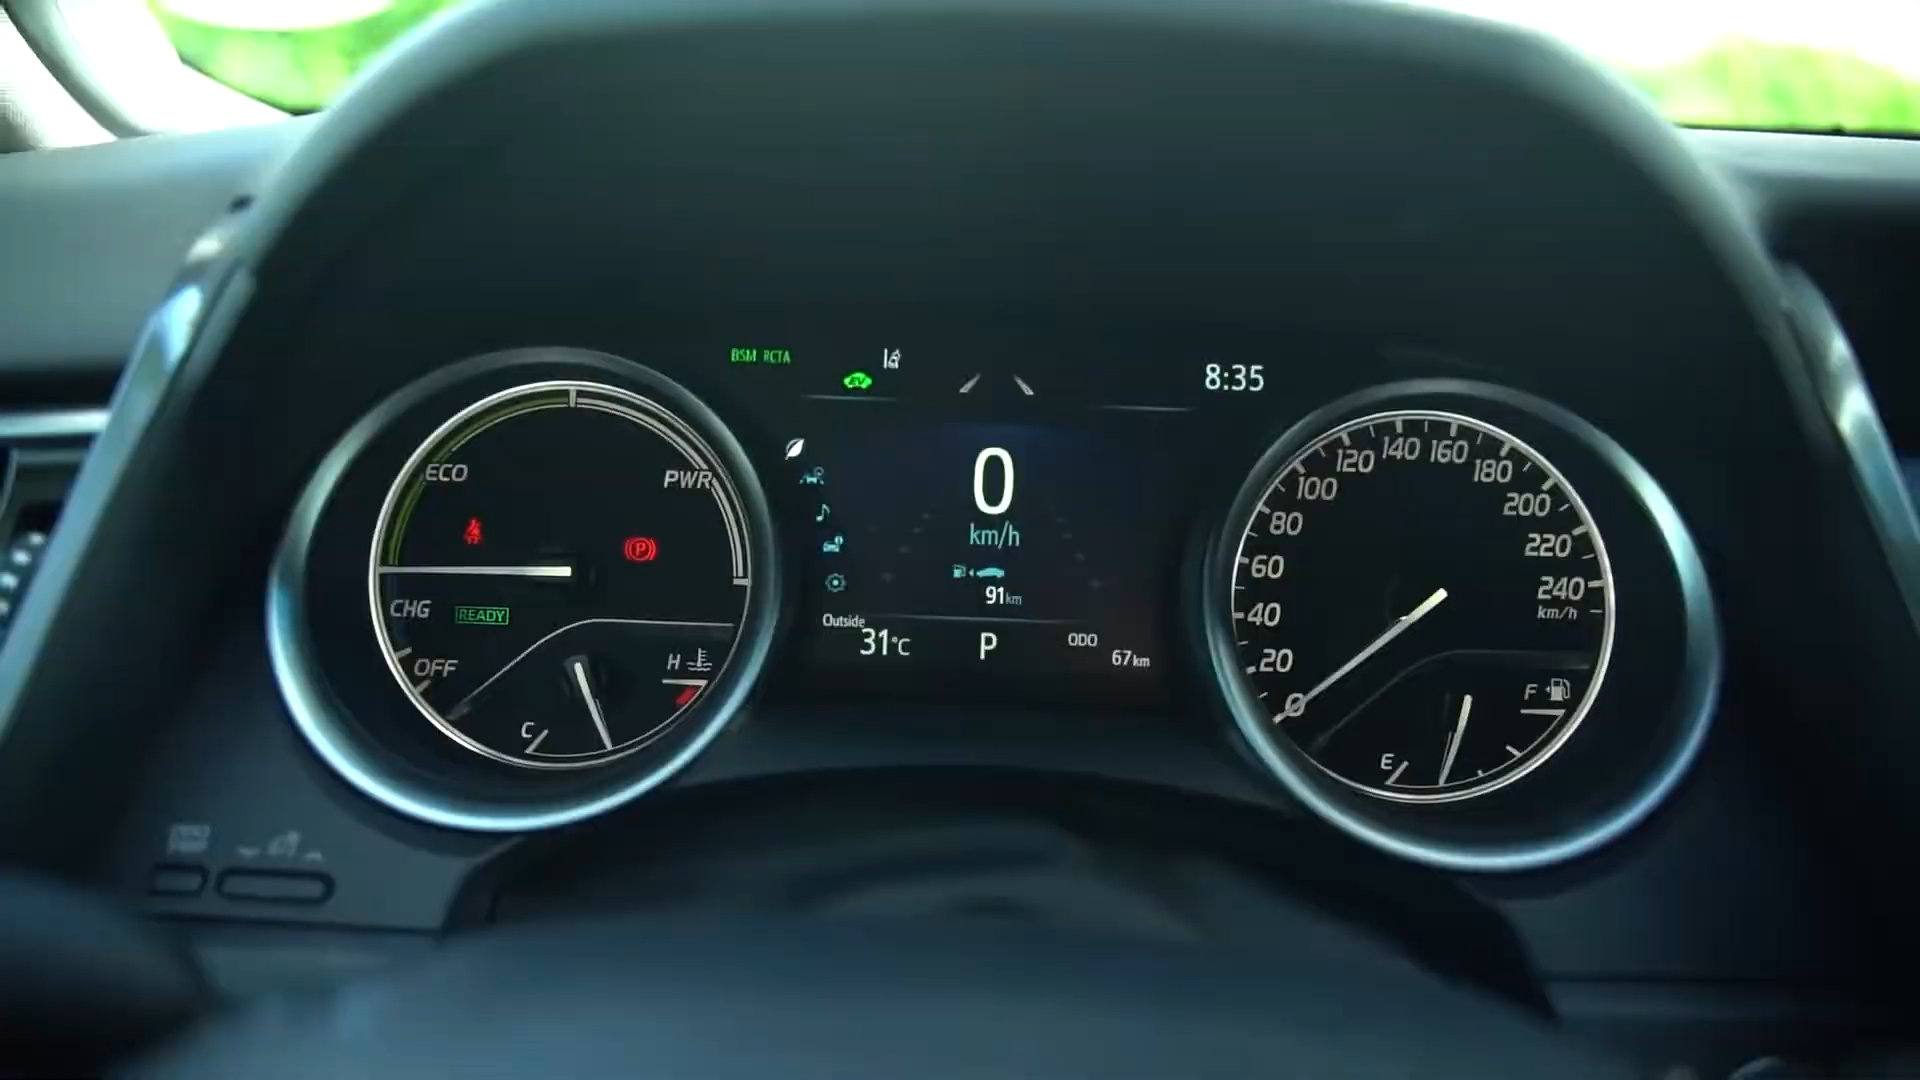 BSM RCTA
EV
8:35
ECO
PWR
CHG
READY
OFF
H
C
P
0
km/h
91km
Outside
31°C
P
ODO
67km
0
20
40
60
80
100
120
140
160
180
200
220
240
km/h
F
E